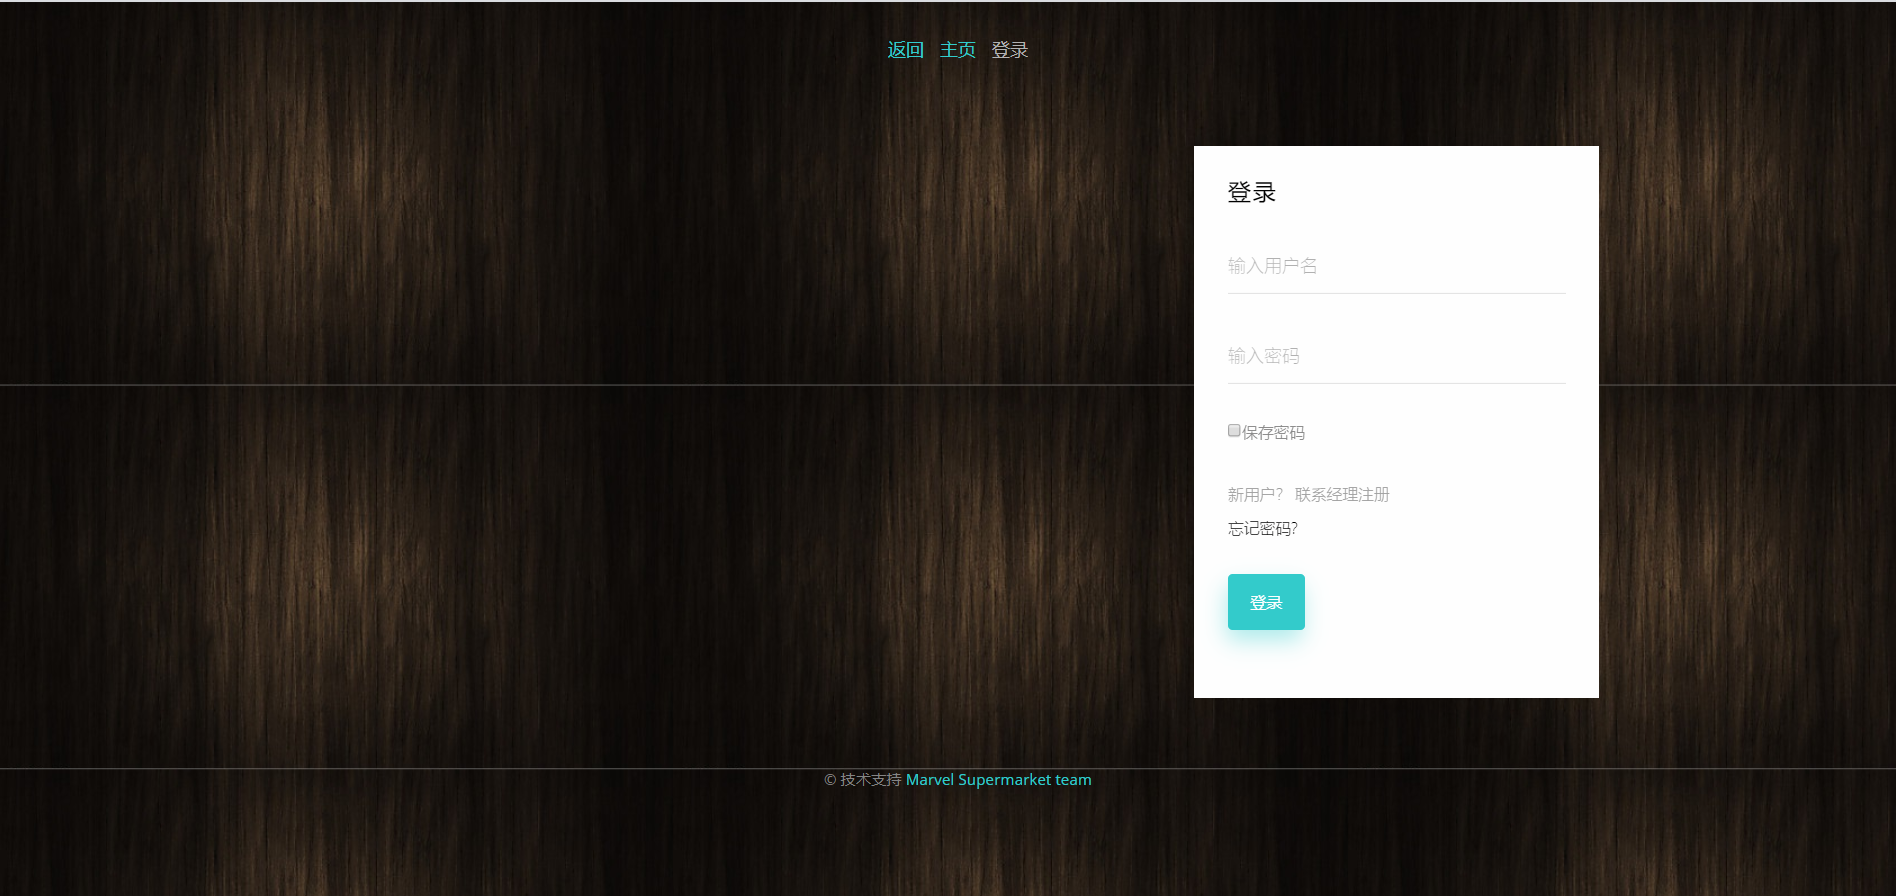 返回 主页 登录
登录
输入用户名
输入密码
保存密码
新用户? 联系经理注册
忘记密码?
登录
© 技术支持 Marvel Supermarket team